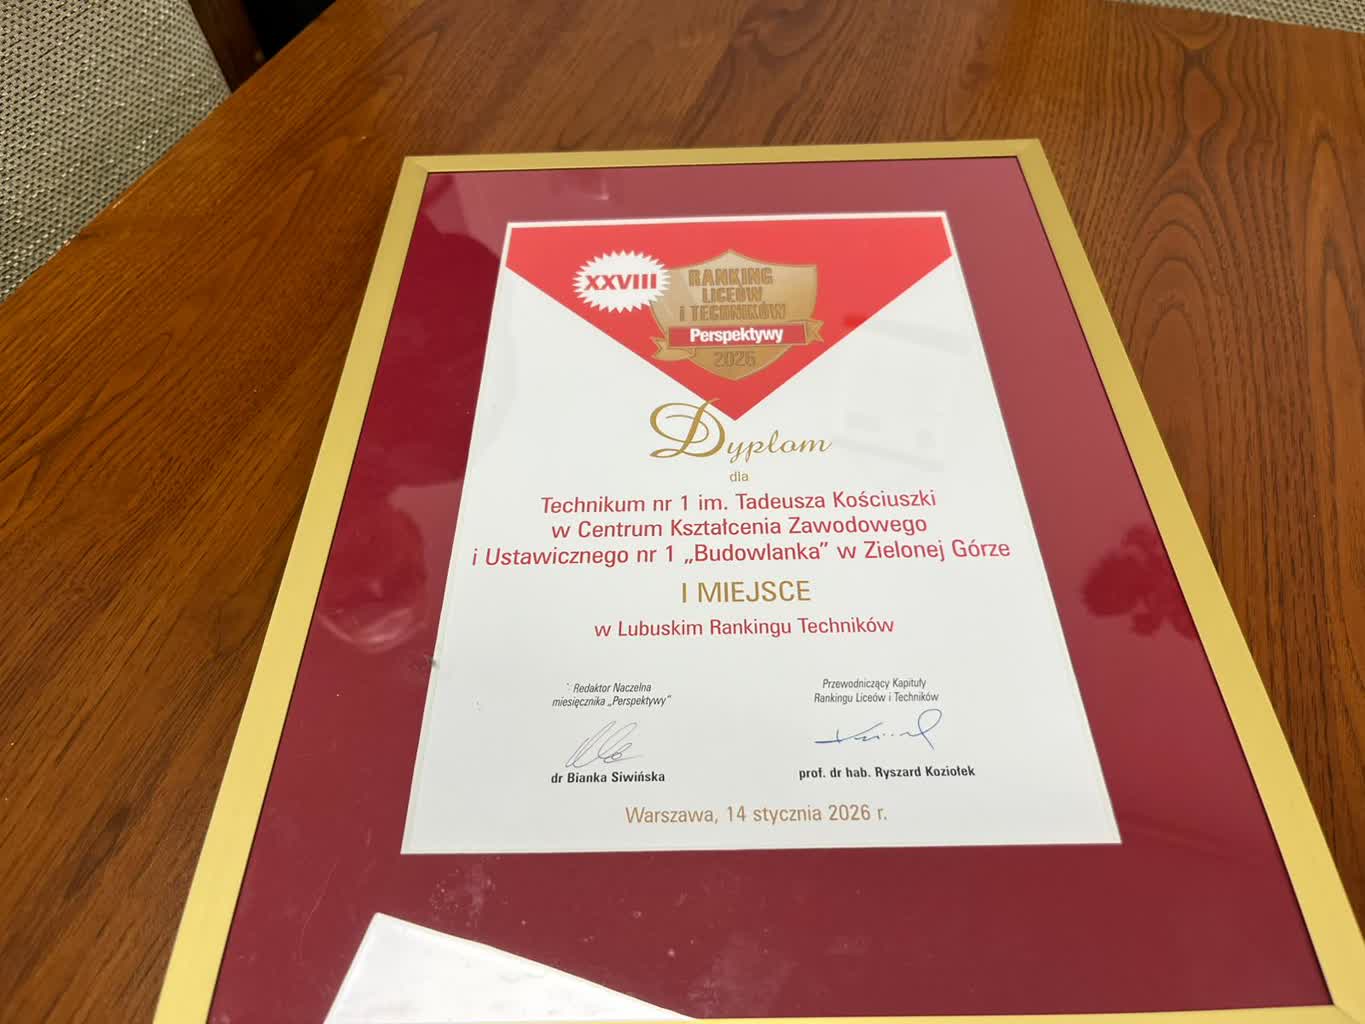 XXVIII
RANKING
LICEÓW
I TECHNIKÓW
Perspektywy
2026
Dyplom
dla
Technikum nr 1 im. Tadeusza Kościuszki
w Centrum Kształcenia Zawodowego
i Ustawicznego nr 1 „Budowlanka” w Zielonej Górze
I MIEJSCE
w Lubuskim Rankingu Techników
Redaktor Naczelna
miesięcznika „Perspektywy”
dr Bianka Siwińska
Przewodniczący Kapituły
Rankingu Liceów i Techników
prof. dr hab. Ryszard Koziołek
Warszawa, 14 stycznia 2026 r.